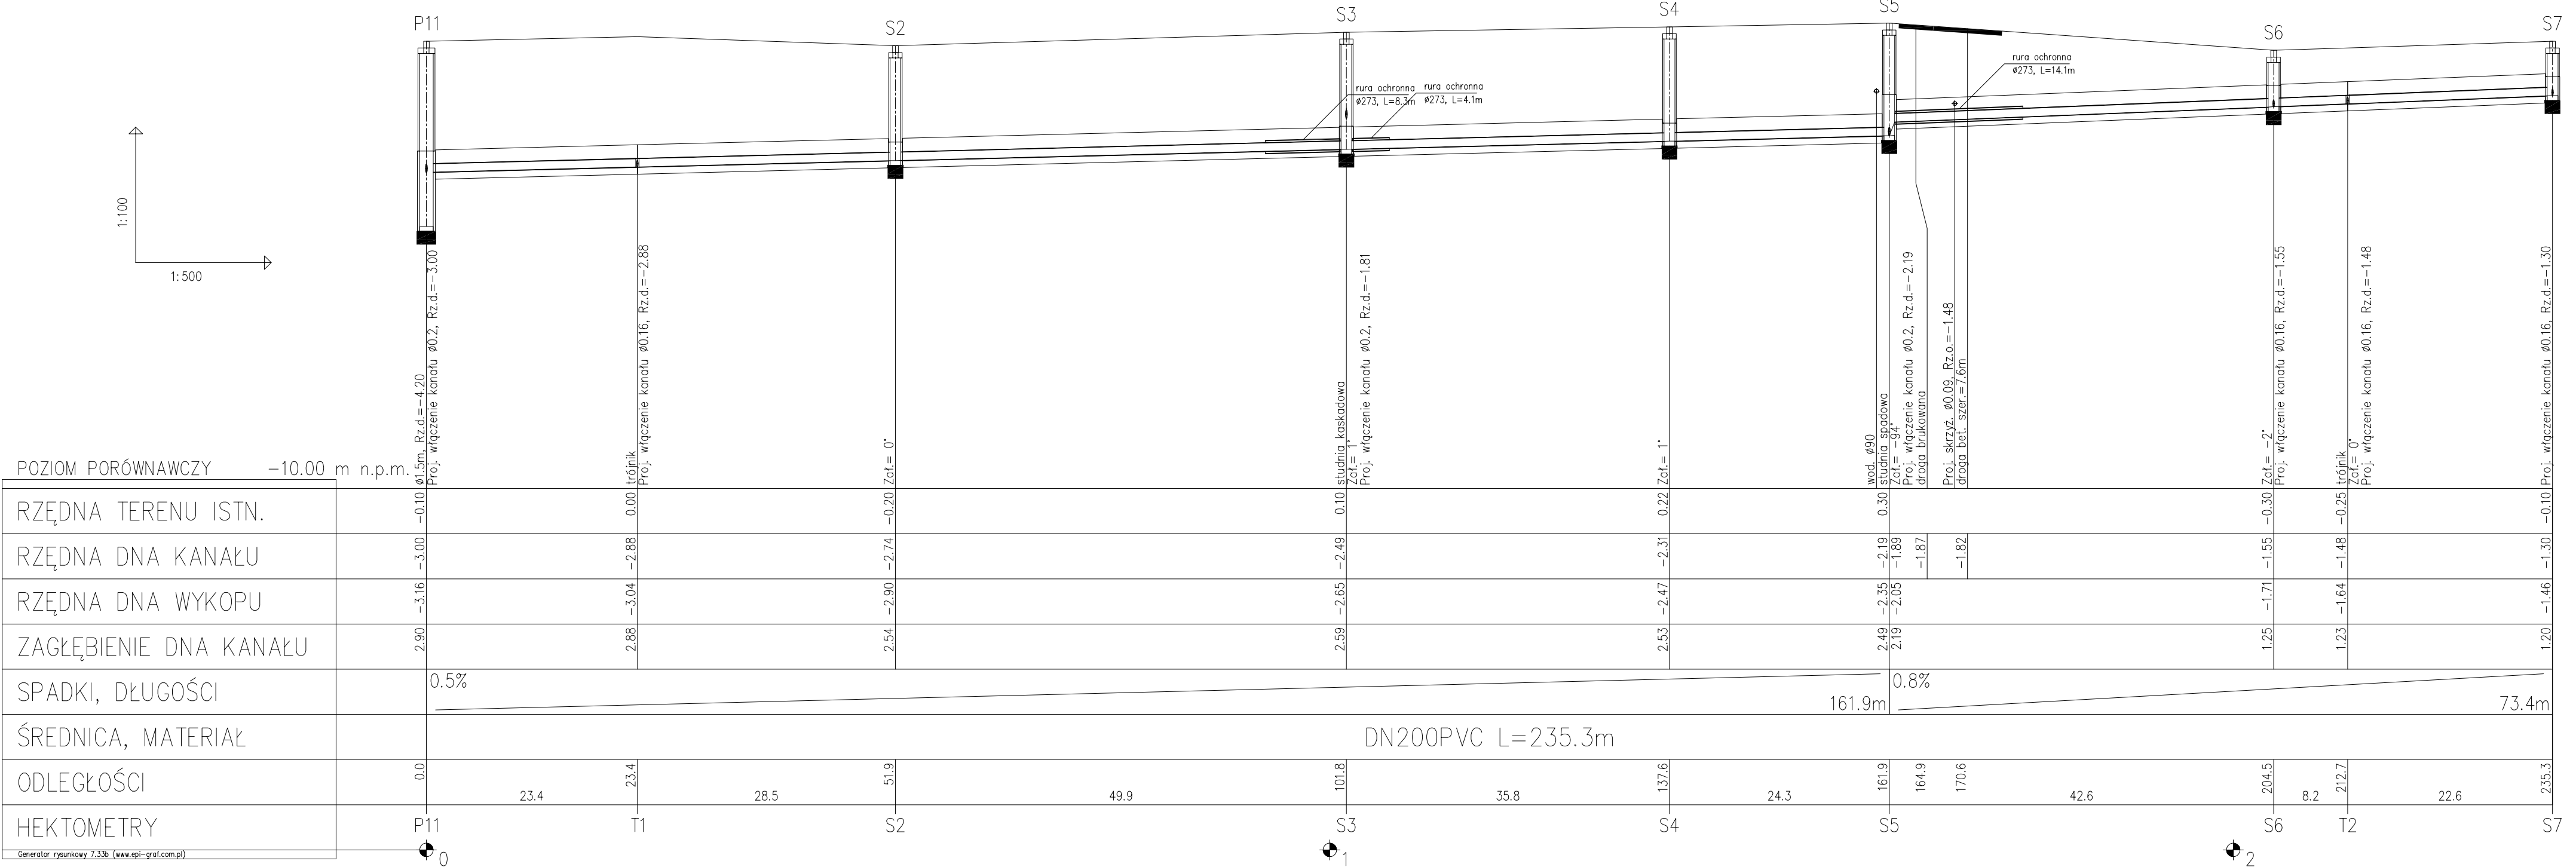 P11
S2
S3
S4
S5
S6
S7
rura ochronna
ø273, L=8.3m
rura ochronna
ø273, L=4.1m
rura ochronna
ø273, L=14.1m
1:100
1:500
ø1.5m, Rz.d.=-4.20
Proj. włączenie kanału ø0.2, Rz.d.=-3.00
trójnik
Proj. włączenie kanału ø0.16, Rz.d.=-2.88
Zał.= 0°
studnia kaskadowa
Zał.= 1°
Proj. włączenie kanału ø0.2, Rz.d.=-1.81
Zał.= 1°
wod. ø90
studnia spadowa
Zał.= -94°
Proj. włączenie kanału ø0.2, Rz.d.=-2.19
droga brukowana
Proj. skrzyż. ø0.09, Rz.o.=-1.48
droga bet. szer.=7.6m
Zał.= -2°
Proj. włączenie kanału ø0.16, Rz.d.=-1.55
trójnik
Zał.= 0°
Proj. włączenie kanału ø0.16, Rz.d.=-1.48
Proj. włączenie kanału ø0.16, Rz.d.=-1.30
POZIOM PORÓWNAWCZY -10.00 m n.p.m.
RZĘDNA TERENU ISTN. -0.10 0.00 -0.20 0.10 0.22 0.30 -0.30 -0.25 -0.10
RZĘDNA DNA KANAŁU -3.00 -2.88 -2.74 -2.49 -2.31 -2.19 -1.89 -1.87 -1.82 -1.55 -1.48 -1.30
RZĘDNA DNA WYKOPU -3.16 -3.04 -2.90 -2.65 -2.47 -2.35 -2.05 -1.71 -1.64 -1.46
ZAGŁĘBIENIE DNA KANAŁU 2.90 2.88 2.54 2.59 2.53 2.49 2.19 1.25 1.23 1.20
SPADKI, DŁUGOŚCI 0.5% 161.9m 0.8% 73.4m
ŚREDNICA, MATERIAŁ DN200PVC L=235.3m
ODLEGŁOŚCI 0.0 23.4 51.9 101.8 137.6 161.9 164.9 170.6 204.5 212.7 235.3
23.4 28.5 49.9 35.8 24.3 42.6 8.2 22.6
HEKTOMETRY P11 T1 S2 S3 S4 S5 S6 T2 S7
Generator rysunkowy 7.33b (www.epi-graf.com.pl)
0 1 2